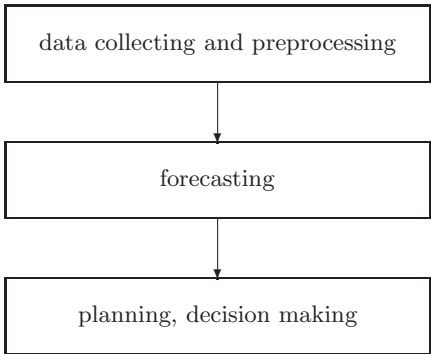 data collecting and preprocessing
forecasting
planning, decision making